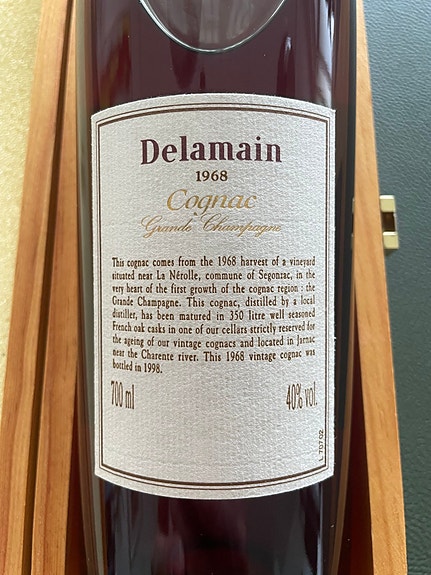 Delamain
1968
Cognac
Grande Champagne
This cognac comes from the 1968 harvest of a vineyard
situated near La Nérolle, commune of Segonzac, in the
very heart of the first growth of the cognac region : the
Grande Champagne. This cognac, distilled by a local
distiller, has been matured in 350 litre well seasoned
French oak casks in one of our cellars strictly reserved for
the ageing of our vintage cognacs and located in Jarnac
near the Charente river. This 1968 vintage cognac was
bottled in 1998.
700 ml 40% vol.
L 707 02